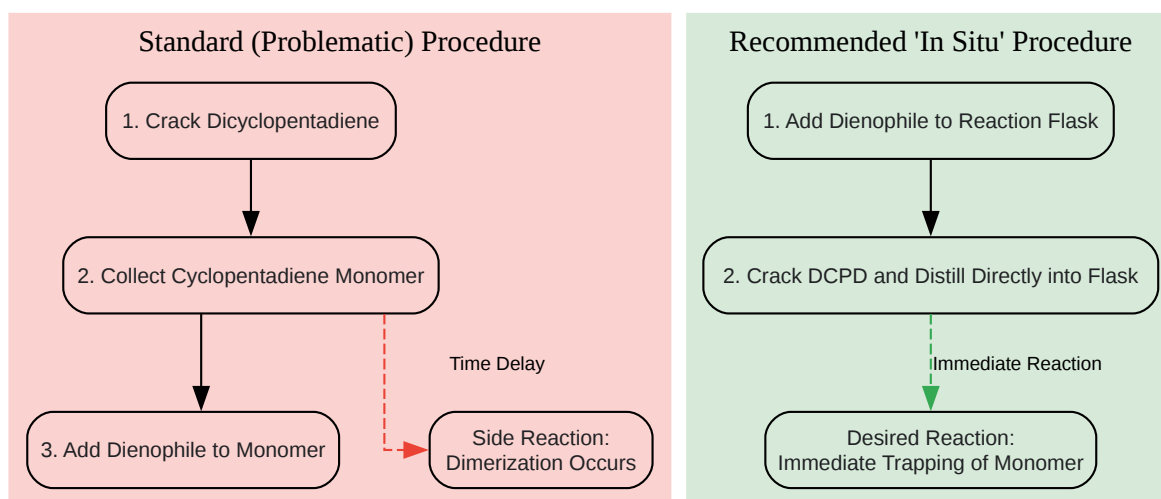 Standard (Problematic) Procedure
1. Crack Dicyclopentadiene
2. Collect Cyclopentadiene Monomer
Time Delay
3. Add Dienophile to Monomer
Side Reaction:
Dimerization Occurs
Recommended 'In Situ' Procedure
1. Add Dienophile to Reaction Flask
2. Crack DCPD and Distill Directly into Flask
Immediate Reaction
Desired Reaction:
Immediate Trapping of Monomer